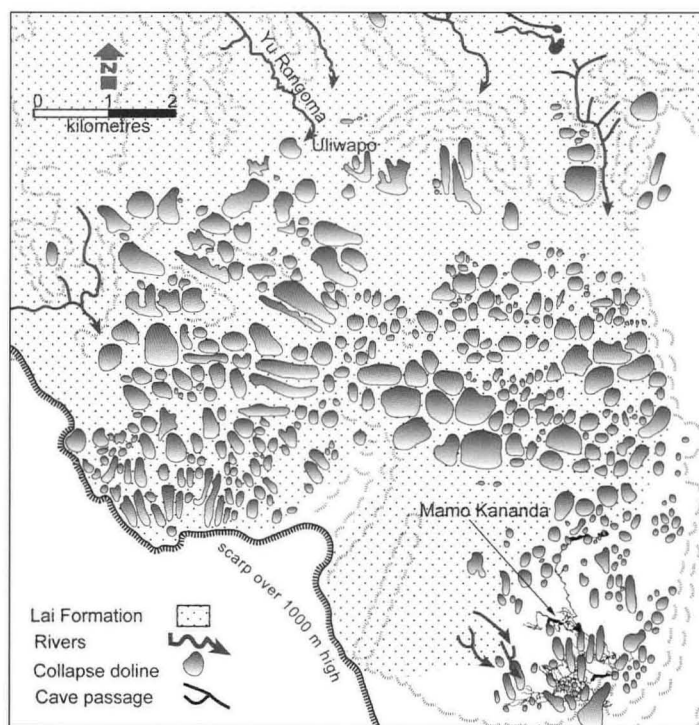 N
0 1 2
kilometres
Yu Rongoma
Uliwapo
Mamo Kananda
scarp over 1000 m high
Lai Formation
Rivers
Collapse doline
Cave passage